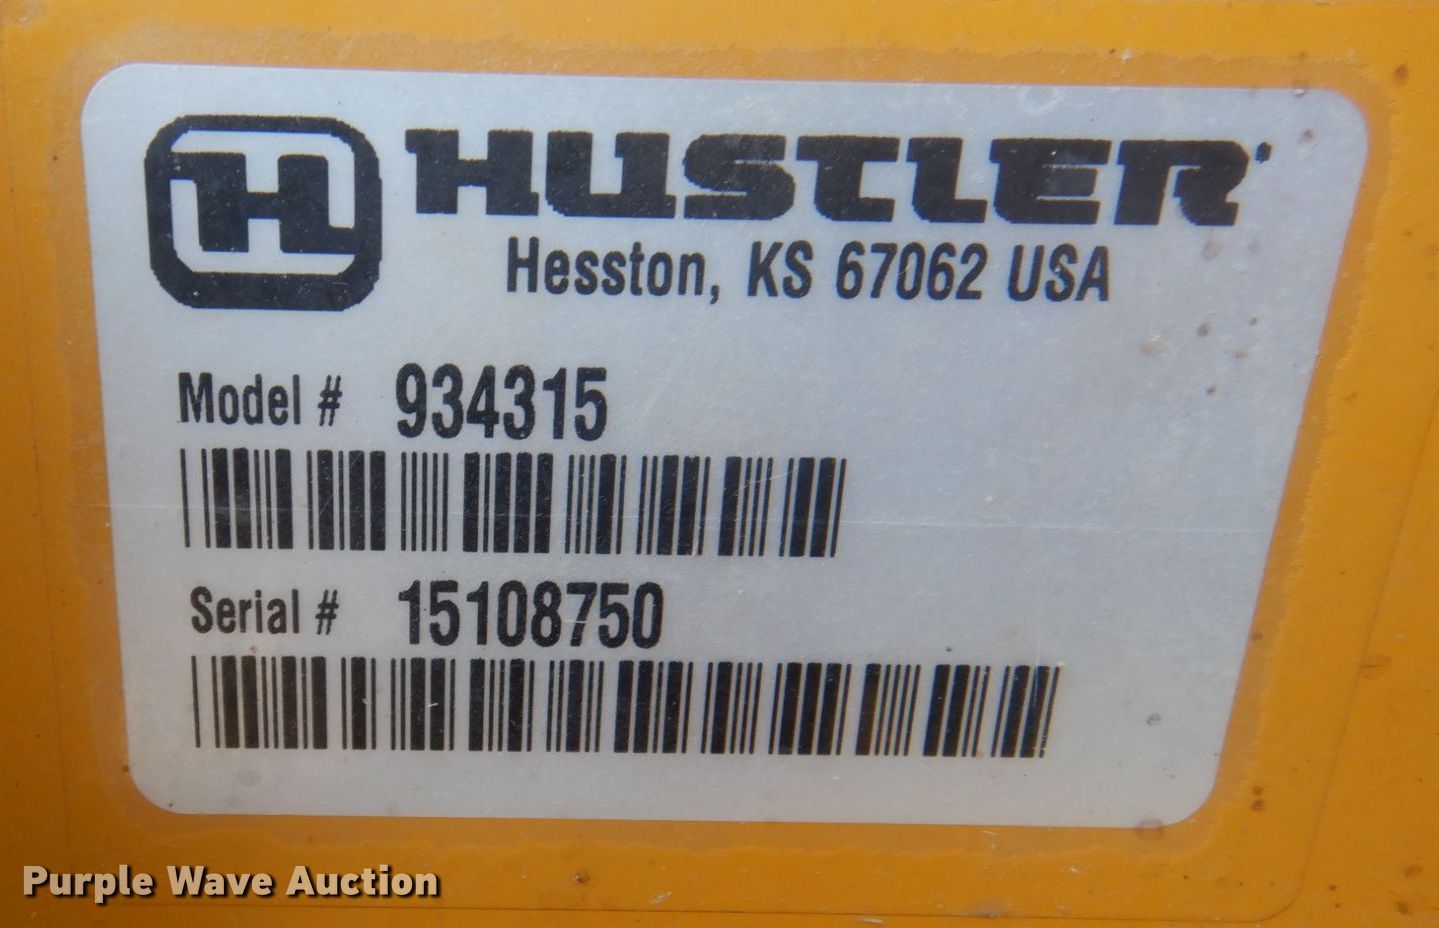 H HUSTLER
Hesston, KS 67062 USA
Model # 934315
Serial # 15108750
Purple Wave Auction